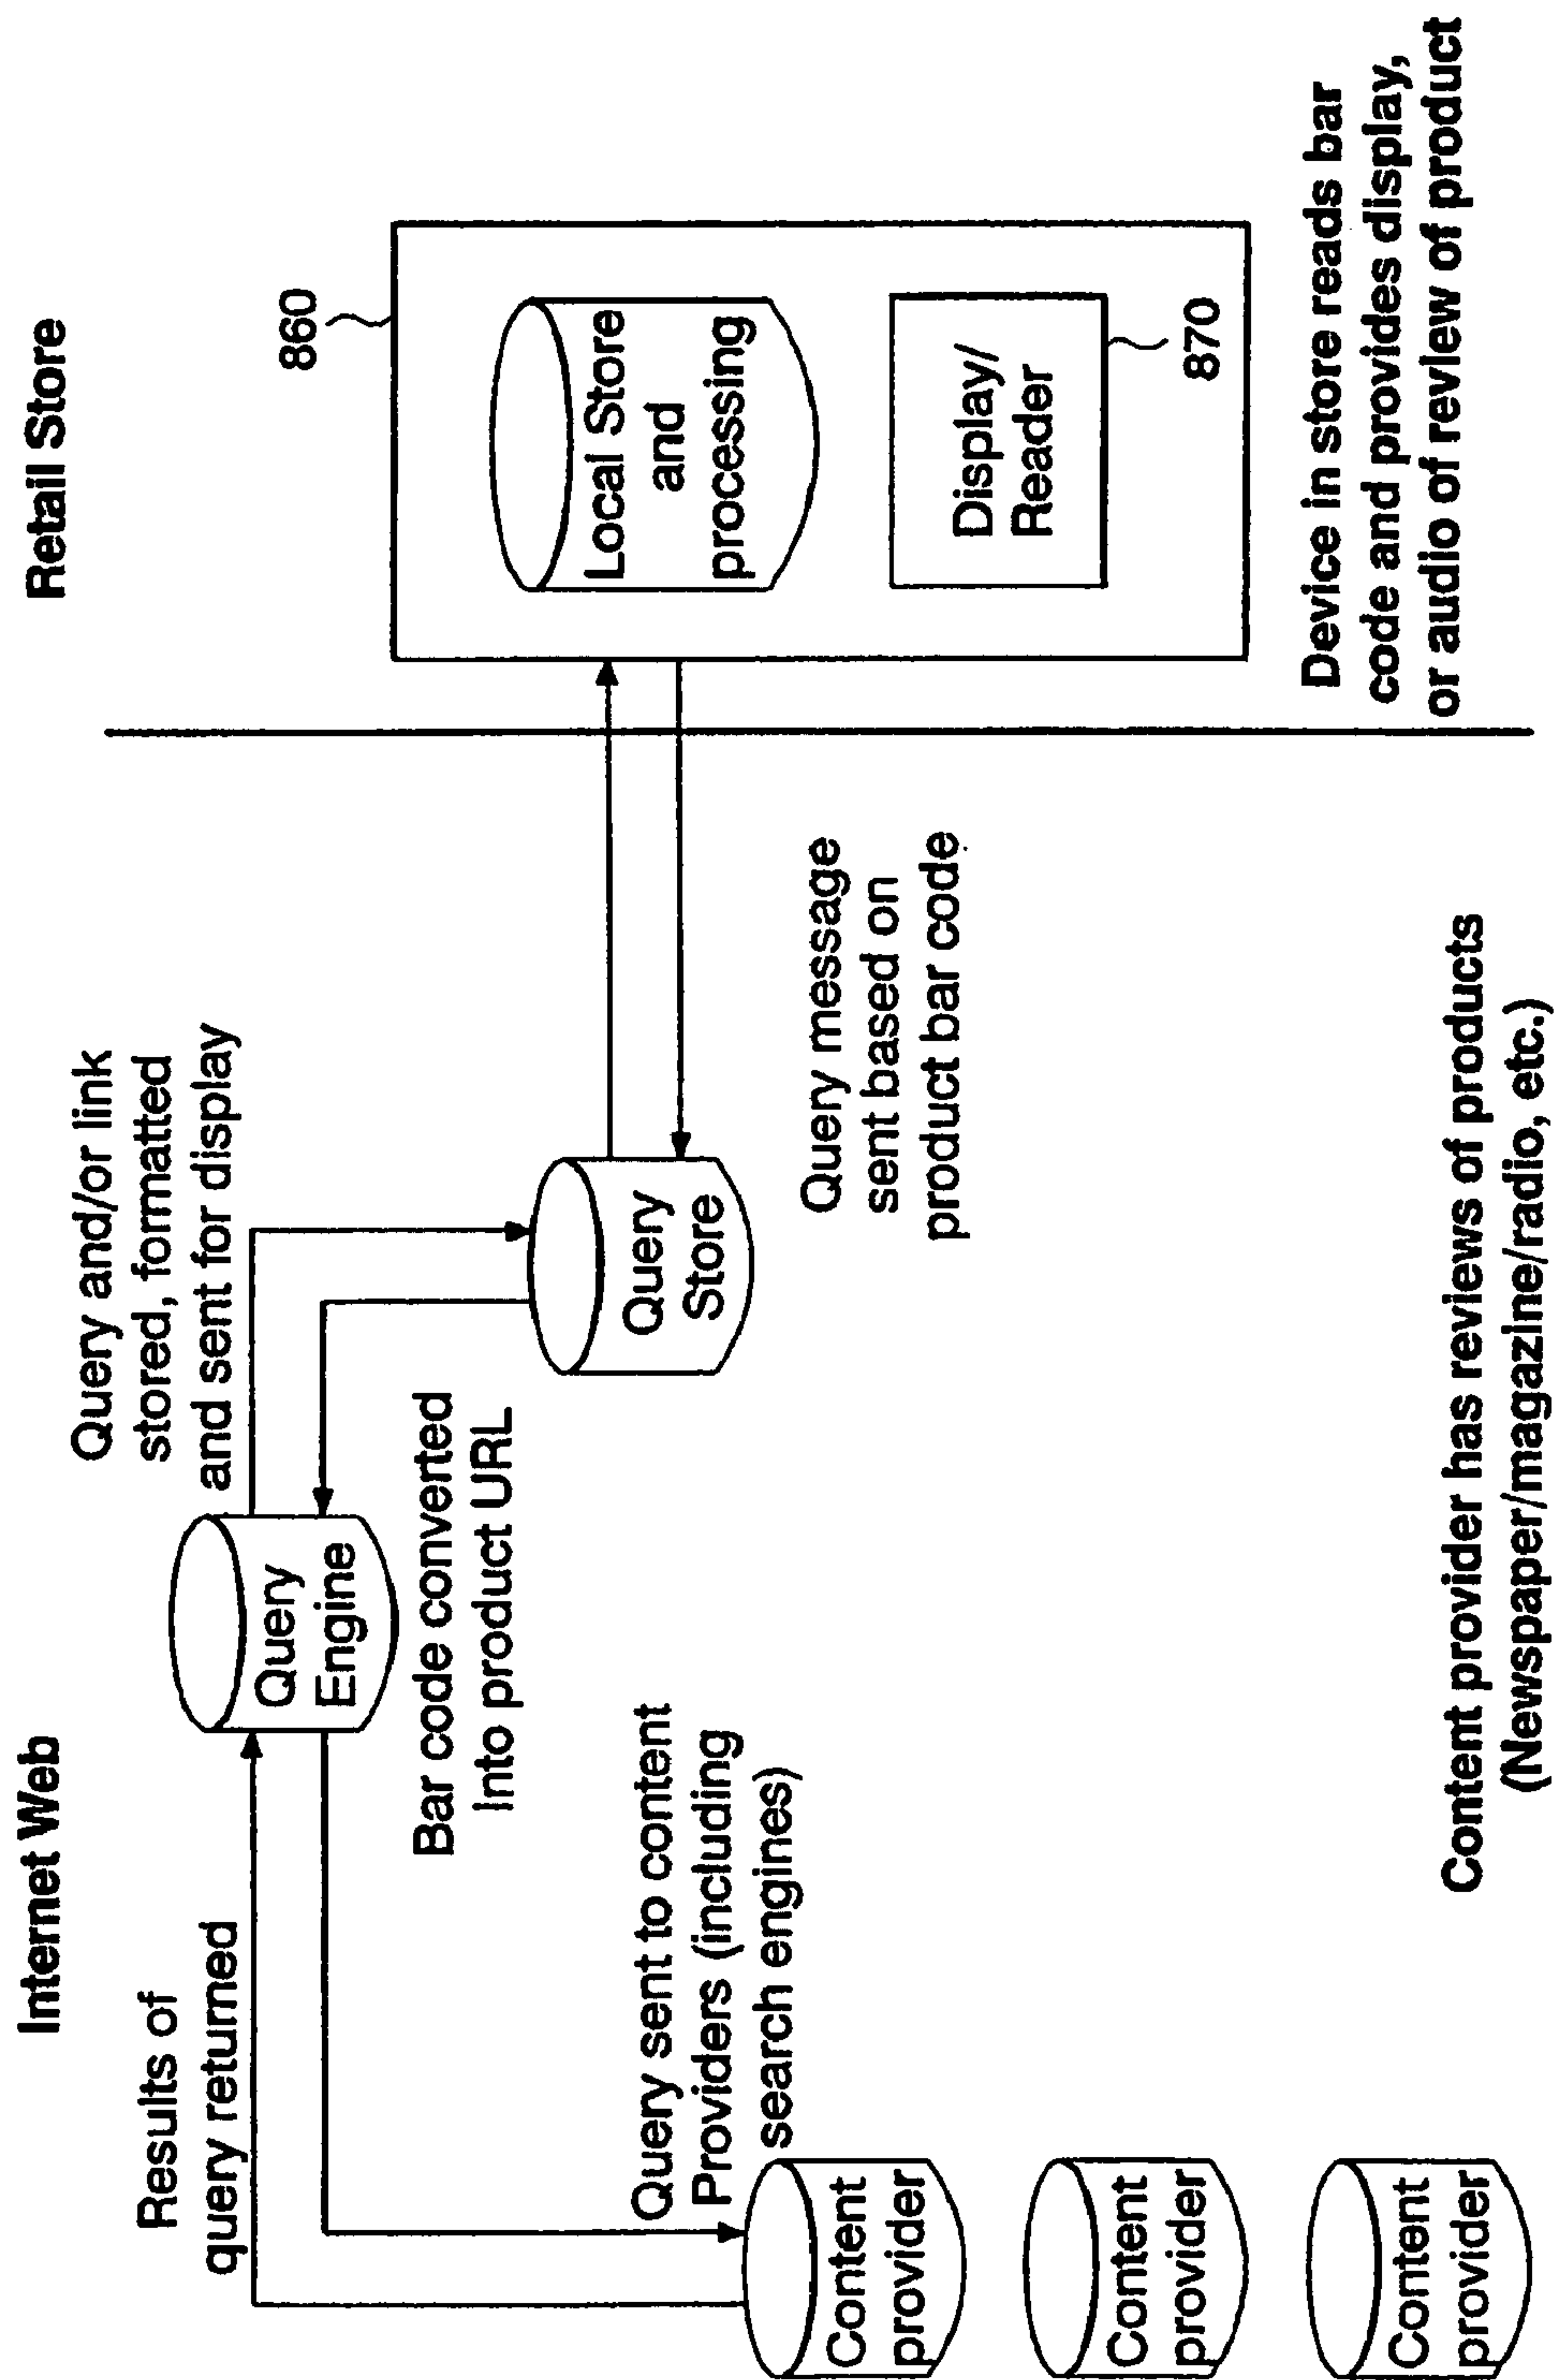 Internet Web
Retail Store
Results of
query returned
Query and/or link
stored, formatted
and sent for display
860
Query
Engine
Bar code converted
Into product URL
Query sent to content
Providers (including
search engines)
Query
Store
Query message
sent based on
product bar code
Local Store
and
processing
Display/
Reader
870
Content
provider
Content
provider
Content
provider
Content provider has reviews of products
(Newspaper/magazine/radio, etc.)
Device in store reads bar
code and provides display,
or audio of review of product